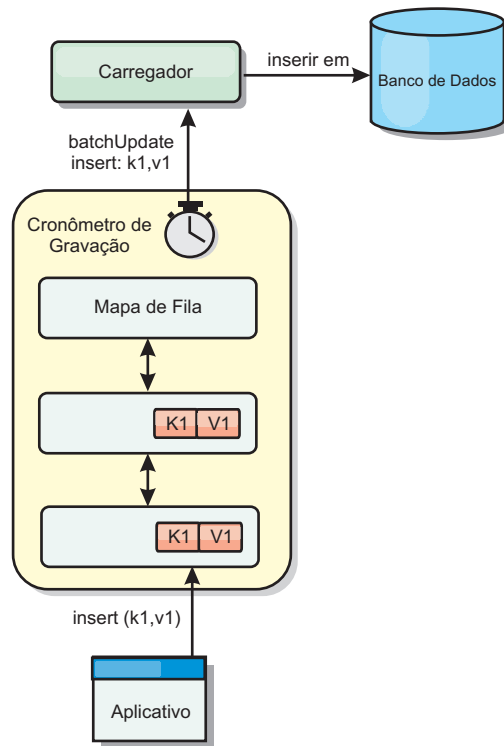 Carregador
inserir em
Banco de Dados
batchUpdate
insert: k1,v1
Cronômetro de
Gravação
Mapa de Fila
K1 V1
K1 V1
insert (k1,v1)
Aplicativo